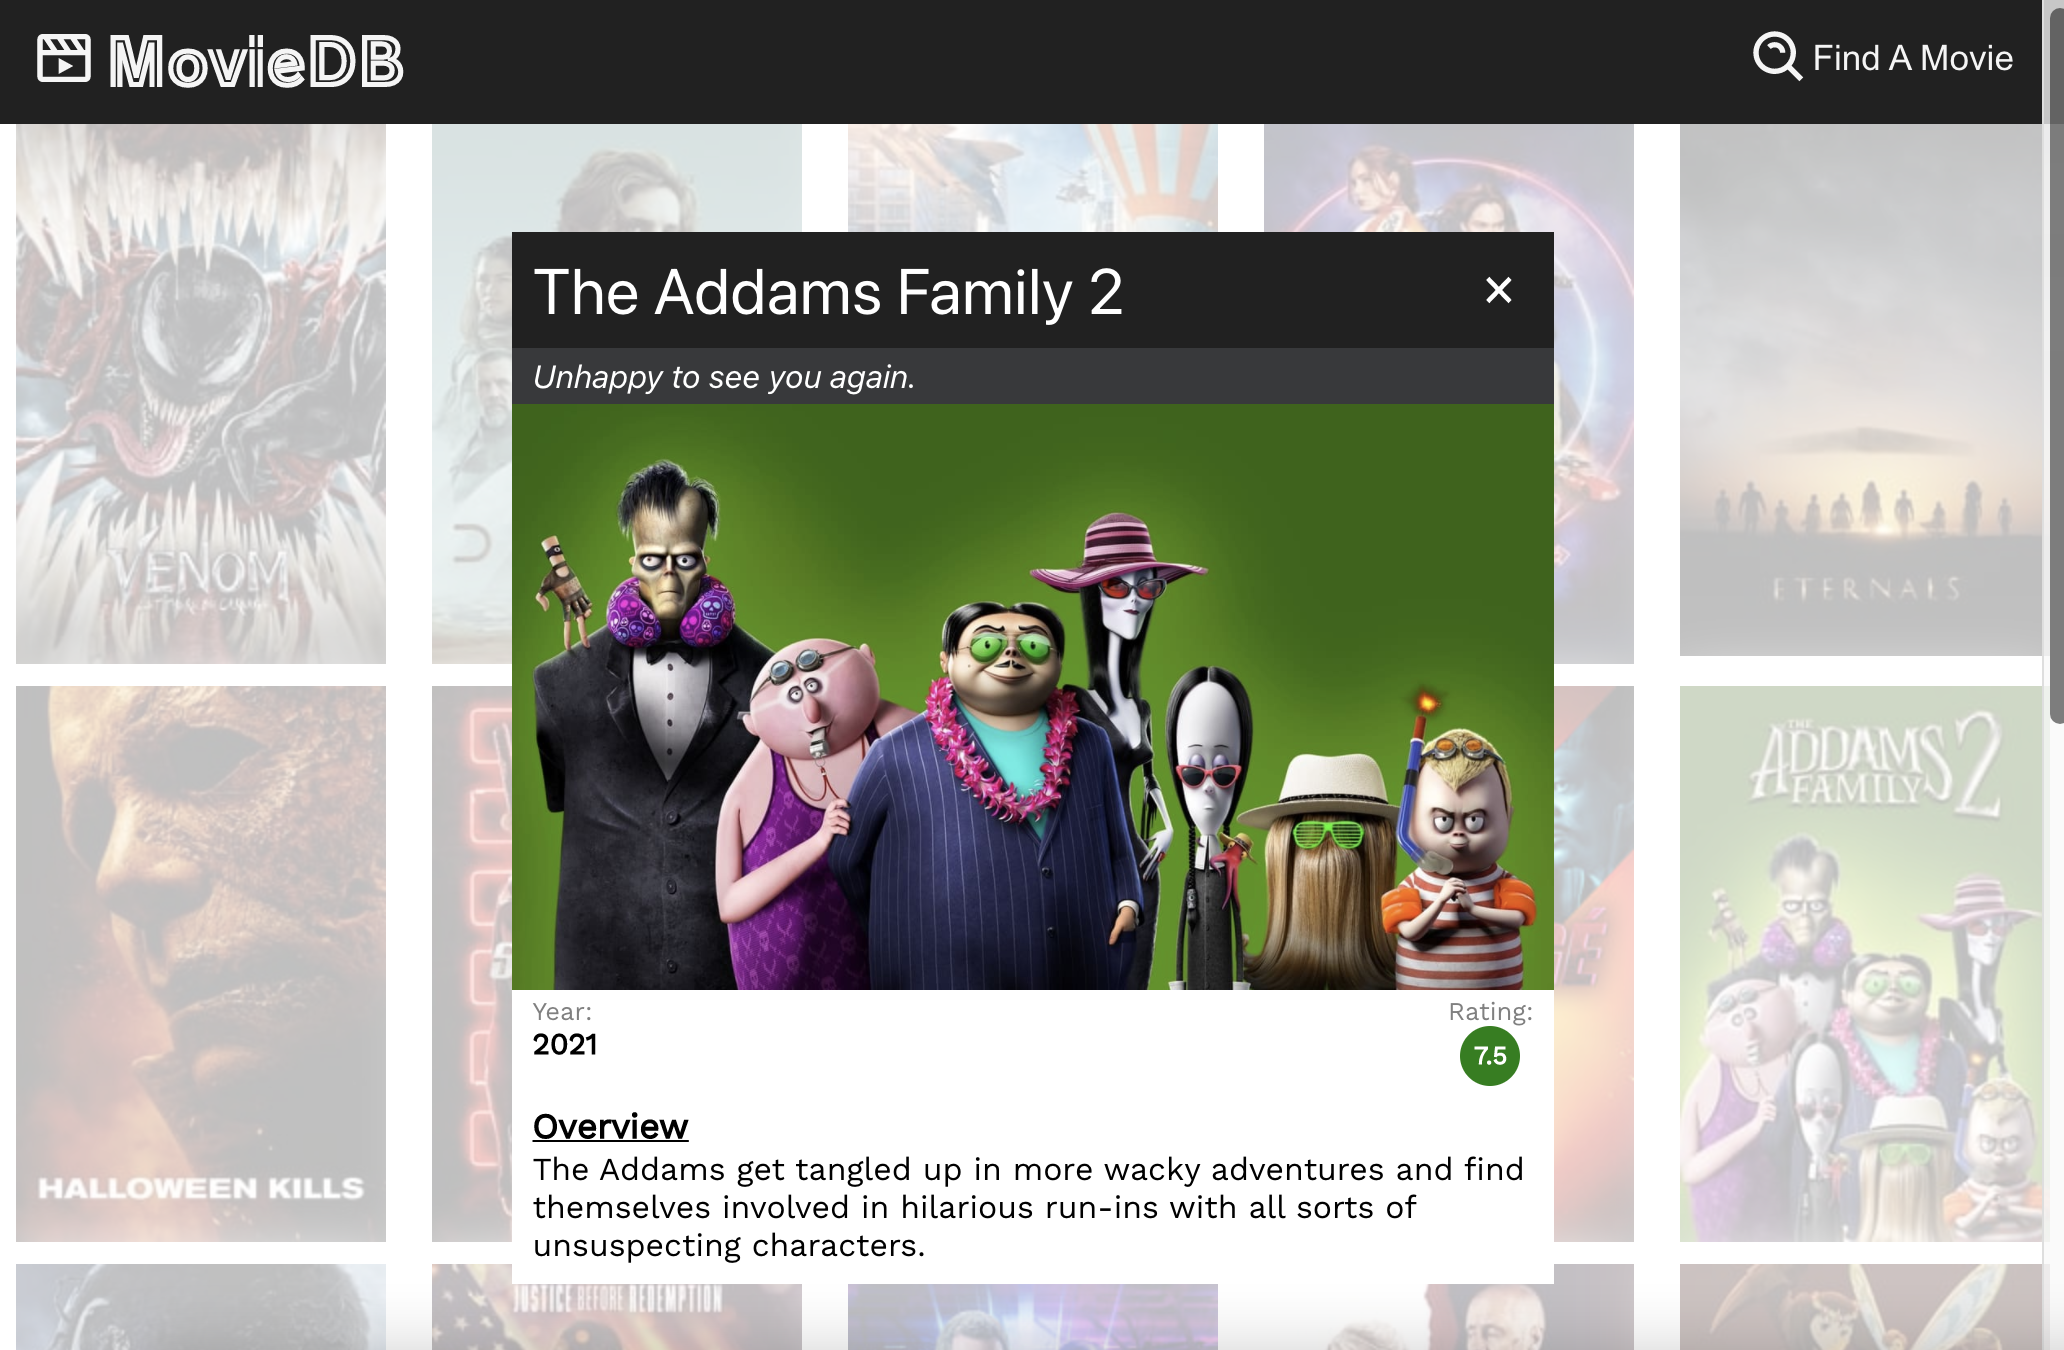 MovieDB
Find A Movie
The Addams Family 2
Unhappy to see you again.
VENOM
ETERNALS
THE
ADDAMS
FAMILY 2
HALLOWEEN KILLS
Year:
2021
Rating:
7.5
Overview
The Addams get tangled up in more wacky adventures and find
themselves involved in hilarious run-ins with all sorts of
unsuspecting characters.
JUSTICE BEFORE REDEMPTION